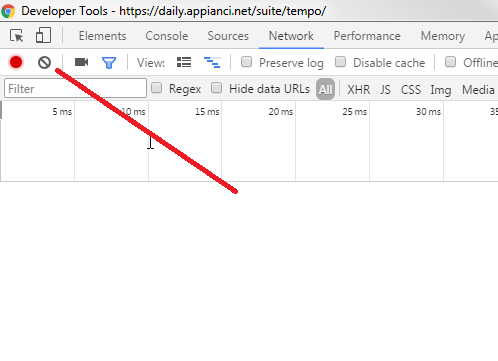 Developer Tools - https://daily.appianci.net/suite/tempo/
Elements Console Sources Network Performance Memory Ap
View: Preserve log Disable cache Offline
Filter Regex Hide data URLs All XHR JS CSS Img Media
5 ms 10 ms 15 ms 20 ms 25 ms 30 ms 35